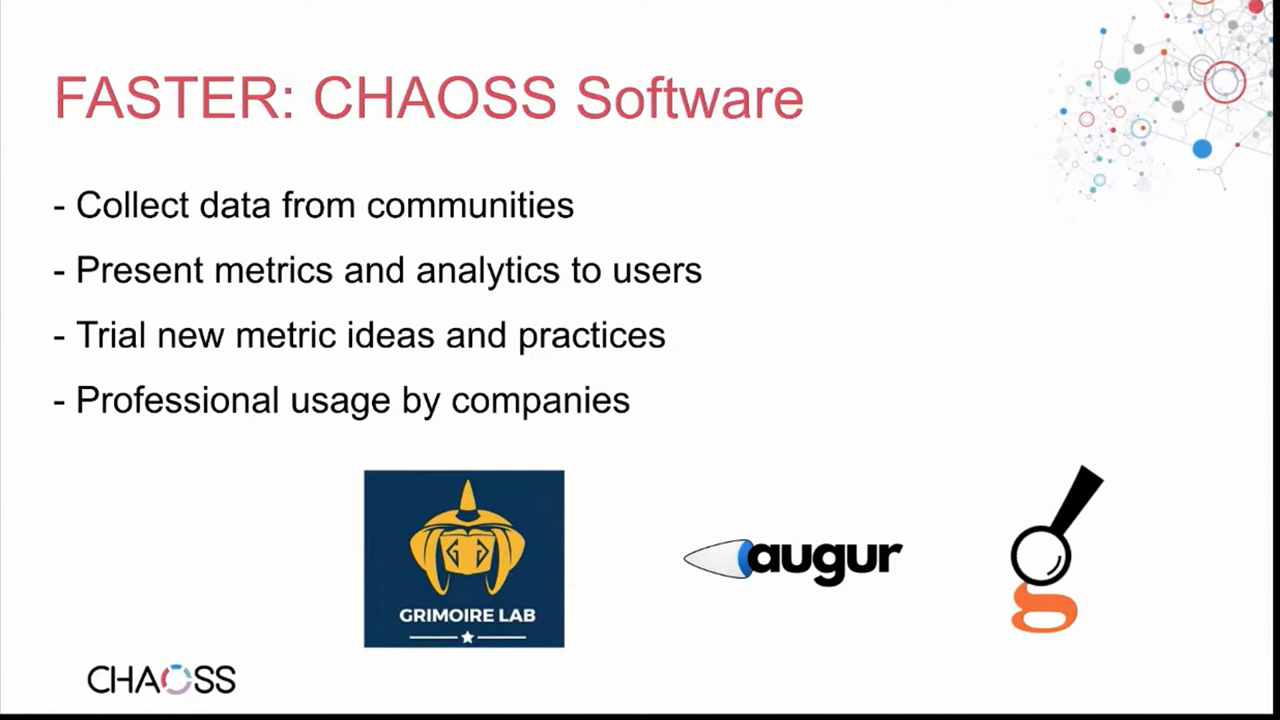 FASTER: CHAOSS Software
- Collect data from communities
- Present metrics and analytics to users
- Trial new metric ideas and practices
- Professional usage by companies
GRIMOIRE LAB
augur
g
CHAOSS